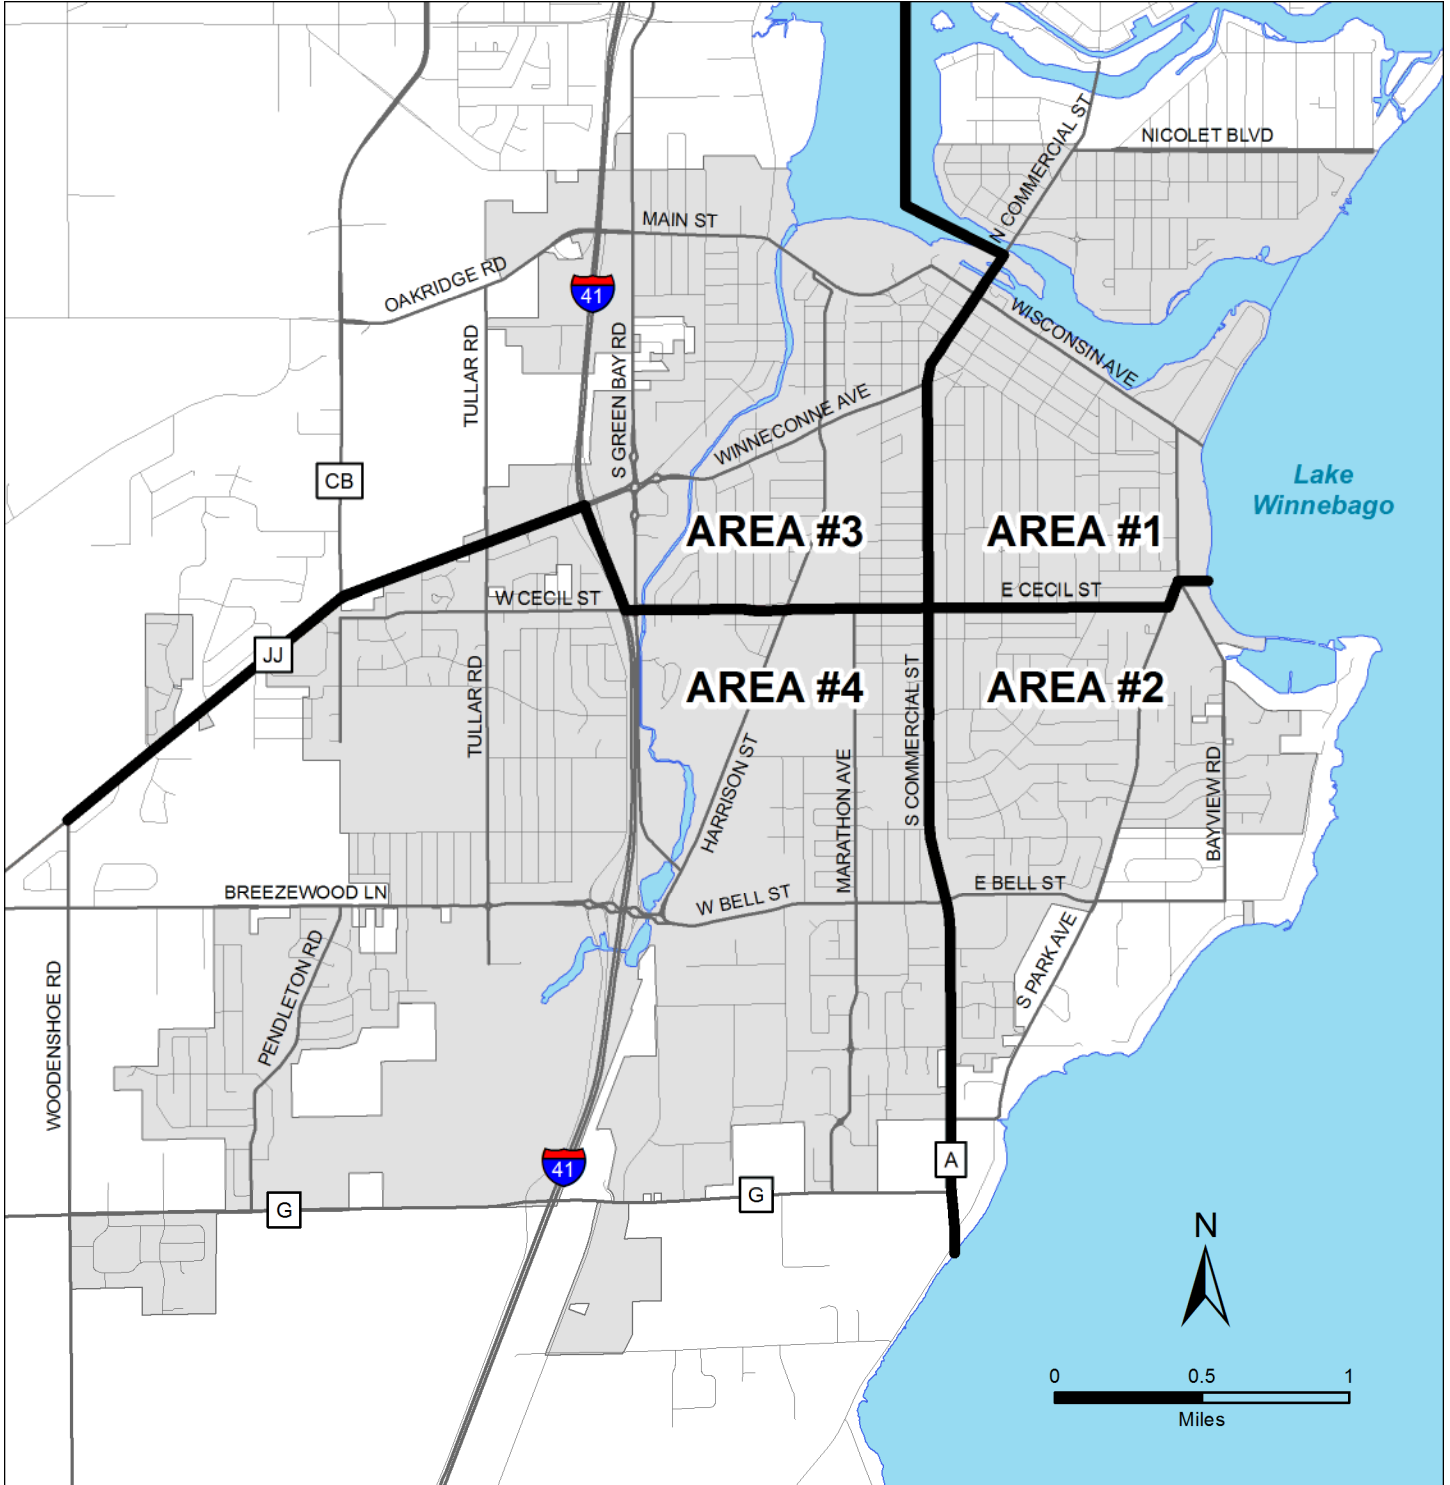 NICOLET BLVD
N COMMERCIAL ST
MAIN ST
OAKRIDGE RD
41
WISCONSIN AVE
TULLAR RD
S GREEN BAY RD
WINNECONNE AVE
CB
Lake
Winnebago
AREA #3
AREA #1
W CECIL ST
E CECIL ST
JJ
TULLAR RD
AREA #4
AREA #2
S COMMERCIAL ST
HARRISON ST
MARATHON AVE
BAYVIEW RD
BREEZEWOOD LN
W BELL ST
E BELL ST
PENDLETON RD
S PARK AVE
WOODENSHOE RD
41
A
G
G
N
0 0.5 1
Miles